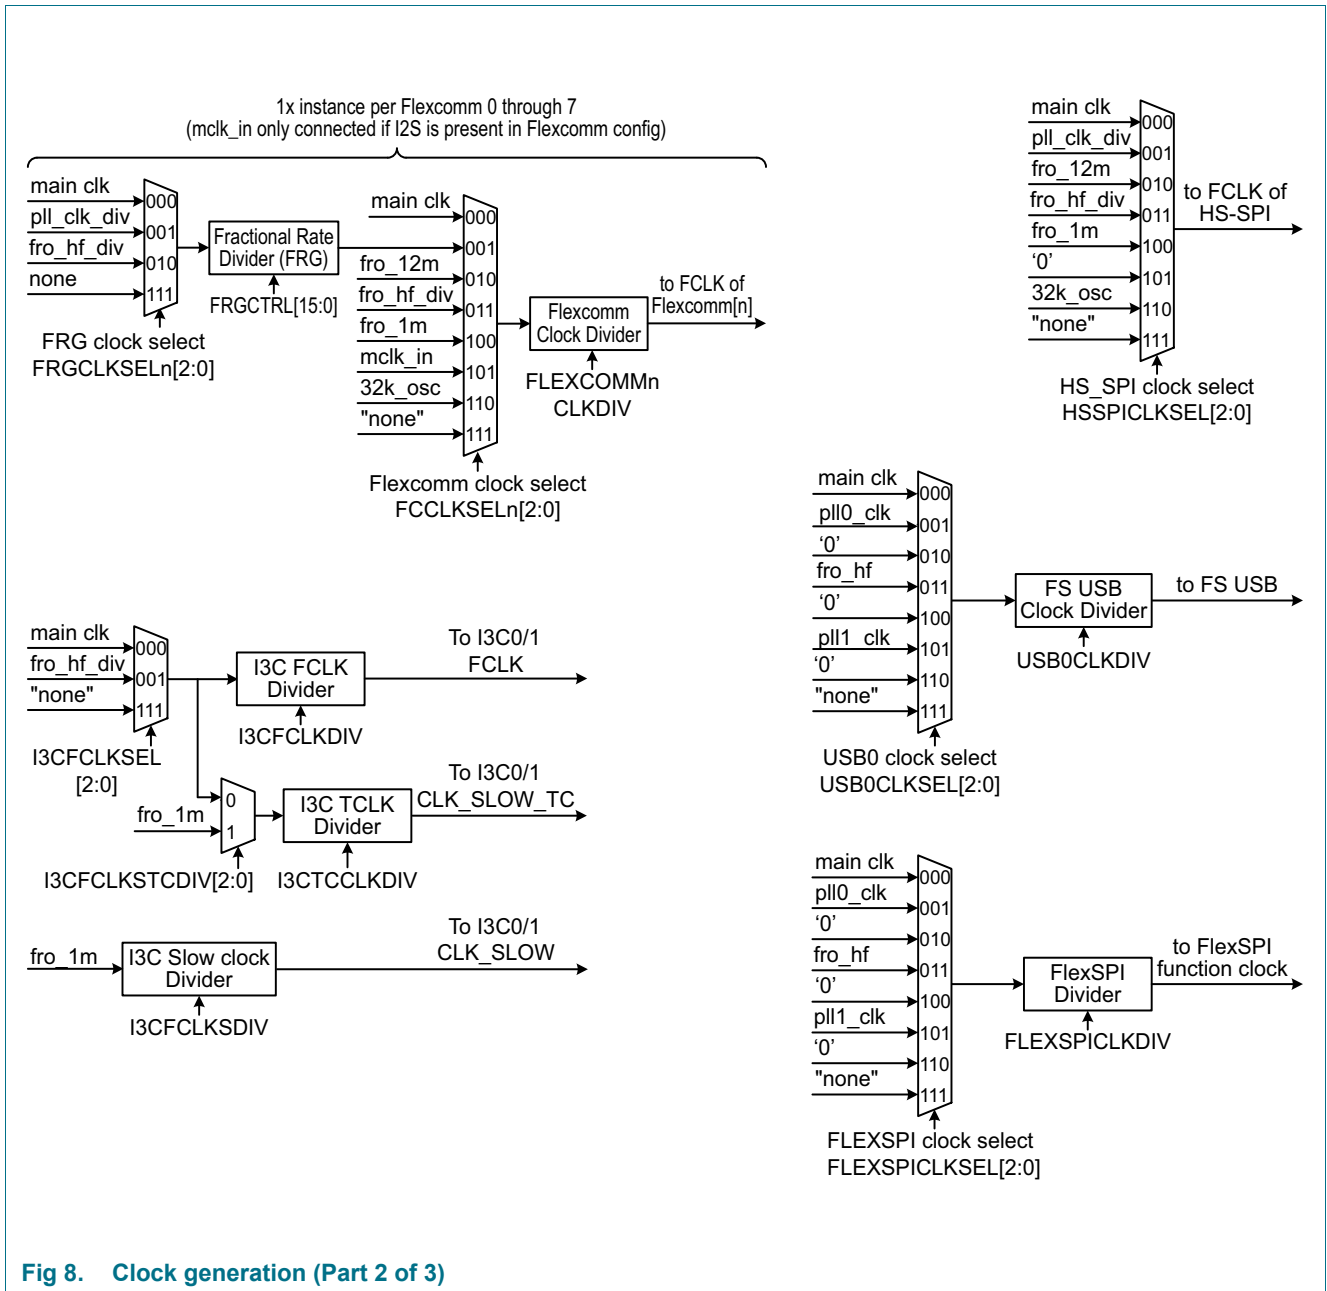 1x instance per Flexcomm 0 through 7
(mclk_in only connected if I2S is present in Flexcomm config)
main clk
000
pll_clk_div
001
fro_hf_div
010
none
111
FRG clock select
FRGCLKSELn[2:0]
Fractional Rate
Divider (FRG)
FRGCTRL[15:0]
main clk
000
001
fro_12m
010
fro_hf_div
011
fro_1m
100
mclk_in
101
32k_osc
110
"none"
111
Flexcomm clock select
FCCLKSELn[2:0]
Flexcomm
Clock Divider
FLEXCOMMn
CLKDIV
to FCLK of
Flexcomm[n]
main clk
000
pll_clk_div
001
fro_12m
010
fro_hf_div
011
fro_1m
100
‘0’
101
32k_osc
110
"none"
111
HS_SPI clock select
HSSPICLKSEL[2:0]
to FCLK of
HS-SPI
main clk
000
pll0_clk
001
‘0’
010
fro_hf
011
‘0’
100
pll1_clk
101
‘0’
110
"none"
111
USB0 clock select
USB0CLKSEL[2:0]
FS USB
Clock Divider
USB0CLKDIV
to FS USB
main clk
000
fro_hf_div
001
"none"
111
I3CFCLKSEL
[2:0]
I3C FCLK
Divider
I3CFCLKDIV
To I3C0/1
FCLK
0
fro_1m
1
I3CFCLKSTCDIV[2:0]
I3C TCLK
Divider
I3CTCCLKDIV
To I3C0/1
CLK_SLOW_TC
fro_1m
I3C Slow clock
Divider
I3CFCLKSDIV
To I3C0/1
CLK_SLOW
main clk
000
pll0_clk
001
‘0’
010
fro_hf
011
‘0’
100
pll1_clk
101
‘0’
110
"none"
111
FLEXSPI clock select
FLEXSPICLKSEL[2:0]
FlexSPI
Divider
FLEXSPICLKDIV
to FlexSPI
function clock
Fig 8. Clock generation (Part 2 of 3)